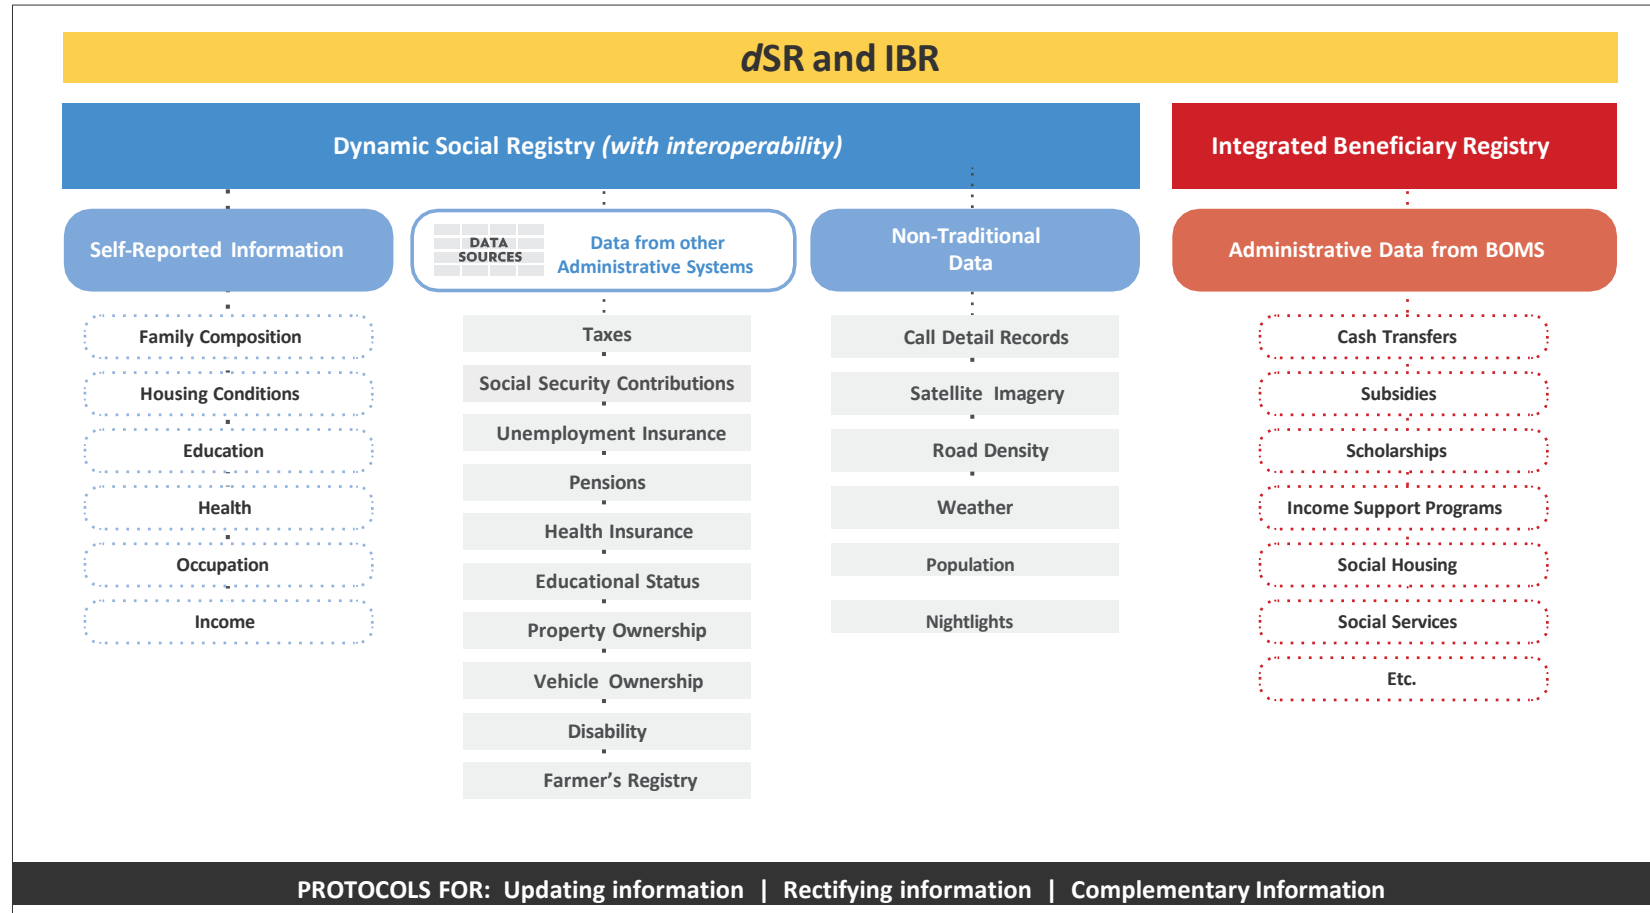 dSR and IBR
Dynamic Social Registry (with interoperability)
Integrated Beneficiary Registry
Self-Reported Information
DATA
SOURCES
Data from other
Administrative Systems
Non-Traditional
Data
Administrative Data from BOMS
Family Composition
Housing Conditions
Education
Health
Occupation
Income
Taxes
Social Security Contributions
Unemployment Insurance
Pensions
Health Insurance
Educational Status
Property Ownership
Vehicle Ownership
Disability
Farmer’s Registry
Call Detail Records
Satellite Imagery
Road Density
Weather
Population
Nightlights
Cash Transfers
Subsidies
Scholarships
Income Support Programs
Social Housing
Social Services
Etc.
PROTOCOLS FOR: Updating information | Rectifying information | Complementary Information